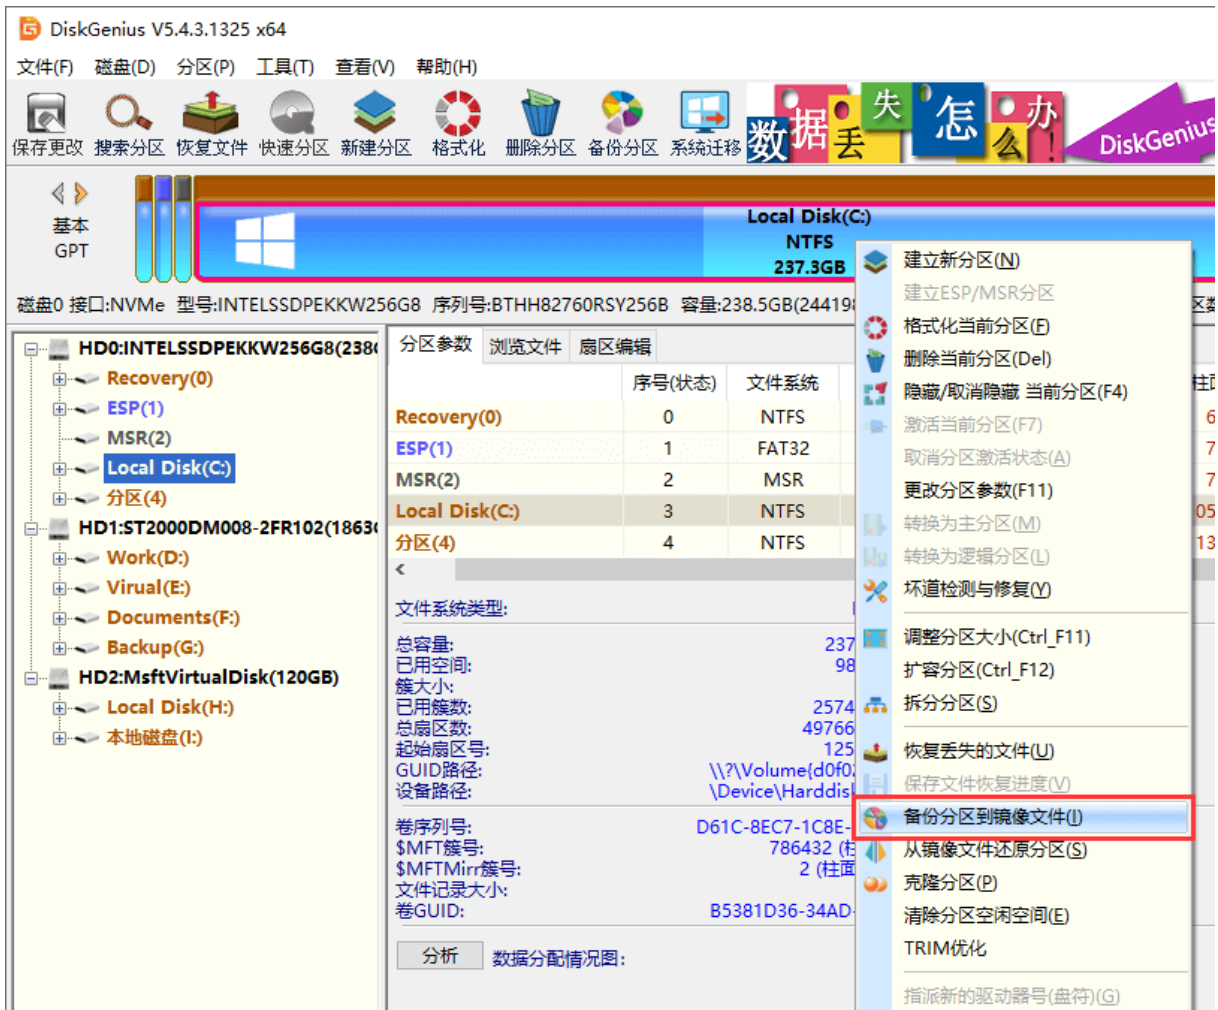 DiskGenius V5.4.3.1325 x64
文件(F) 磁盘(D) 分区(P) 工具(T) 查看(V) 帮助(H)
保存更改 搜索分区 恢复文件 快速分区 新建分区 格式化 删除分区 备份分区 系统迁移
数据丢失怎么办!
DiskGenius
基本
GPT
Local Disk(C:)
NTFS
237.3GB
磁盘0 接口:NVMe 型号:INTELSSDPEKKW256G8 序列号:BTHH82760RSY256B 容量:238.5GB(24419
HD0:INTELSSDPEKKW256G8(238
Recovery(0)
ESP(1)
MSR(2)
Local Disk(C:)
分区(4)
HD1:ST2000DM008-2FR102(1863
Work(D:)
Virual(E:)
Documents(F:)
Backup(G:)
HD2:MsftVirtualDisk(120GB)
Local Disk(H:)
本地磁盘(I:)
分区参数 浏览文件 扇区编辑
序号(状态) 文件系统
Recovery(0) 0 NTFS
ESP(1) 1 FAT32
MSR(2) 2 MSR
Local Disk(C:) 3 NTFS
分区(4) 4 NTFS
文件系统类型:
总容量: 237
已用空间: 98
簇大小:
已用簇数: 2574
总扇区数: 49766
起始扇区号: 125
GUID路径: \\?\Volume{d0f0
设备路径: \Device\Harddis
卷序列号: D61C-8EC7-1C8E-
$MFT簇号: 786432 (柱
$MFTMirr簇号: 2 (柱面
文件记录大小:
卷GUID: B5381D36-34AD-
分析 数据分配情况图:
建立新分区(N)
建立ESP/MSR分区
格式化当前分区(F)
删除当前分区(Del)
隐藏/取消隐藏 当前分区(F4)
激活当前分区(F7)
取消分区激活状态(A)
更改分区参数(F11)
转换为主分区(M)
转换为逻辑分区(L)
坏道检测与修复(Y)
调整分区大小(Ctrl_F11)
扩容分区(Ctrl_F12)
拆分分区(S)
恢复丢失的文件(U)
保存文件恢复进度(V)
备份分区到镜像文件(I)
从镜像文件还原分区(S)
克隆分区(P)
清除分区空闲空间(E)
TRIM优化
指派新的驱动器号(盘符)(G)